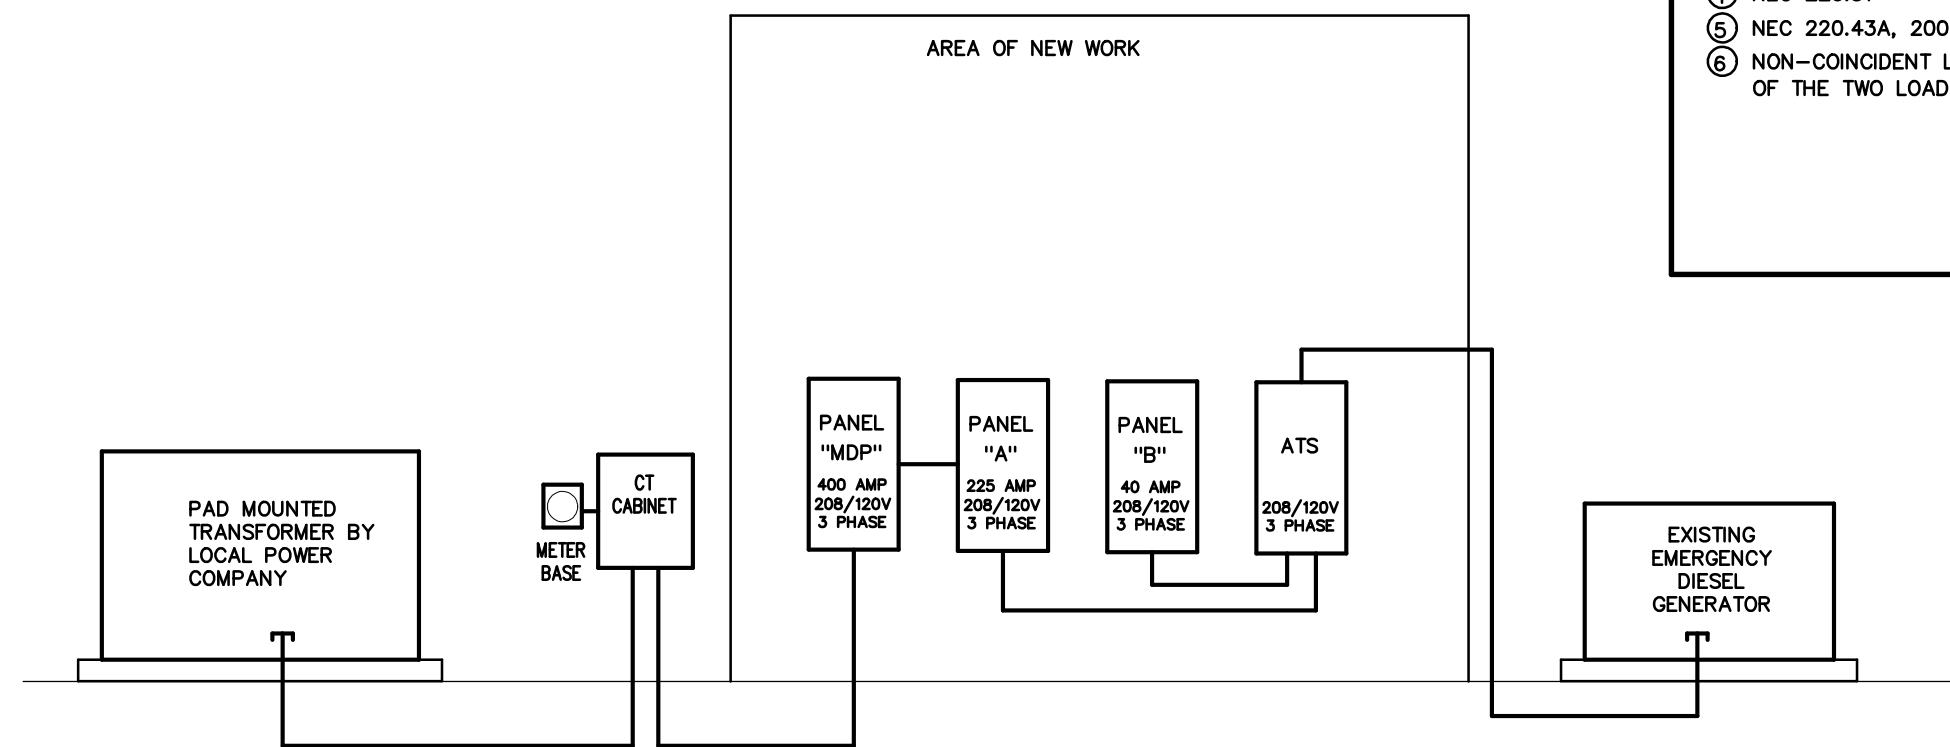 AREA OF NEW WORK
5 NEC 220.43A, 200
6 NON-COINCIDENT L
OF THE TWO LOAD
PANEL
"MDP"
400 AMP
208/120V
3 PHASE
PANEL
"A"
225 AMP
208/120V
3 PHASE
PANEL
"B"
40 AMP
208/120V
3 PHASE
ATS
208/120V
3 PHASE
CT
CABINET
METER
BASE
PAD MOUNTED
TRANSFORMER BY
LOCAL POWER
COMPANY
EXISTING
EMERGENCY
DIESEL
GENERATOR